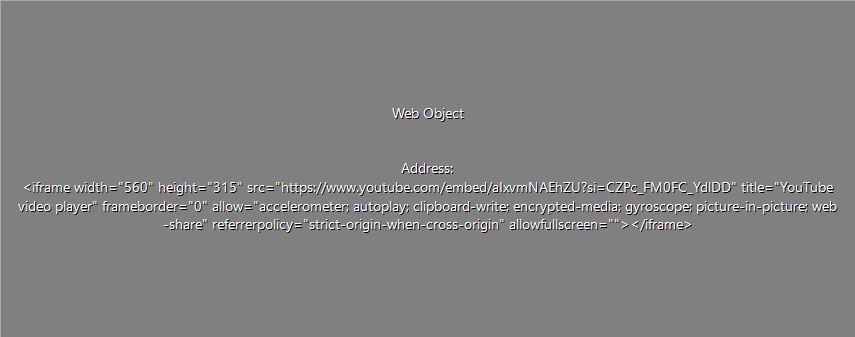 Web Object
Address:
<iframe width="560" height="315" src="https://www.youtube.com/embed/aIxvmNAEhZU?si=CZPc_FM0FC_YdlDD" title="YouTube
video player" frameborder="0" allow="accelerometer; autoplay; clipboard-write; encrypted-media; gyroscope; picture-in-picture; web
-share" referrerpolicy="strict-origin-when-cross-origin" allowfullscreen=""></iframe>